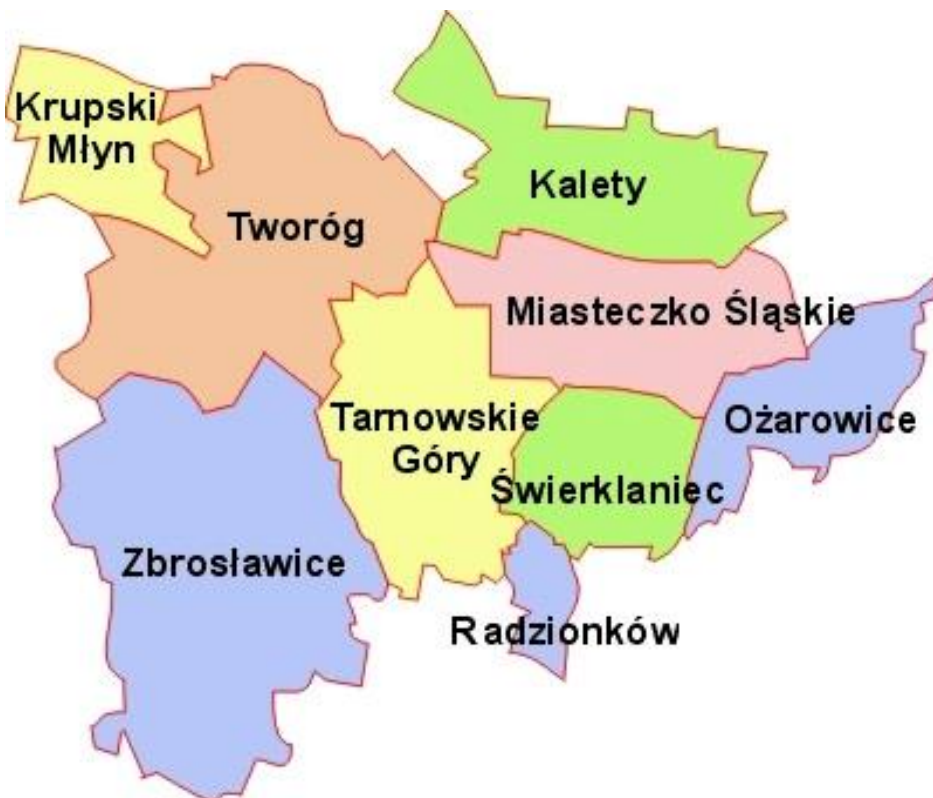 Krupski
Młyn
Kalety
Tworóg
Miasteczko Śląskie
Tarnowskie
Góry
Ożarowice
Świerklaniec
Zbrosławice
Radzionków